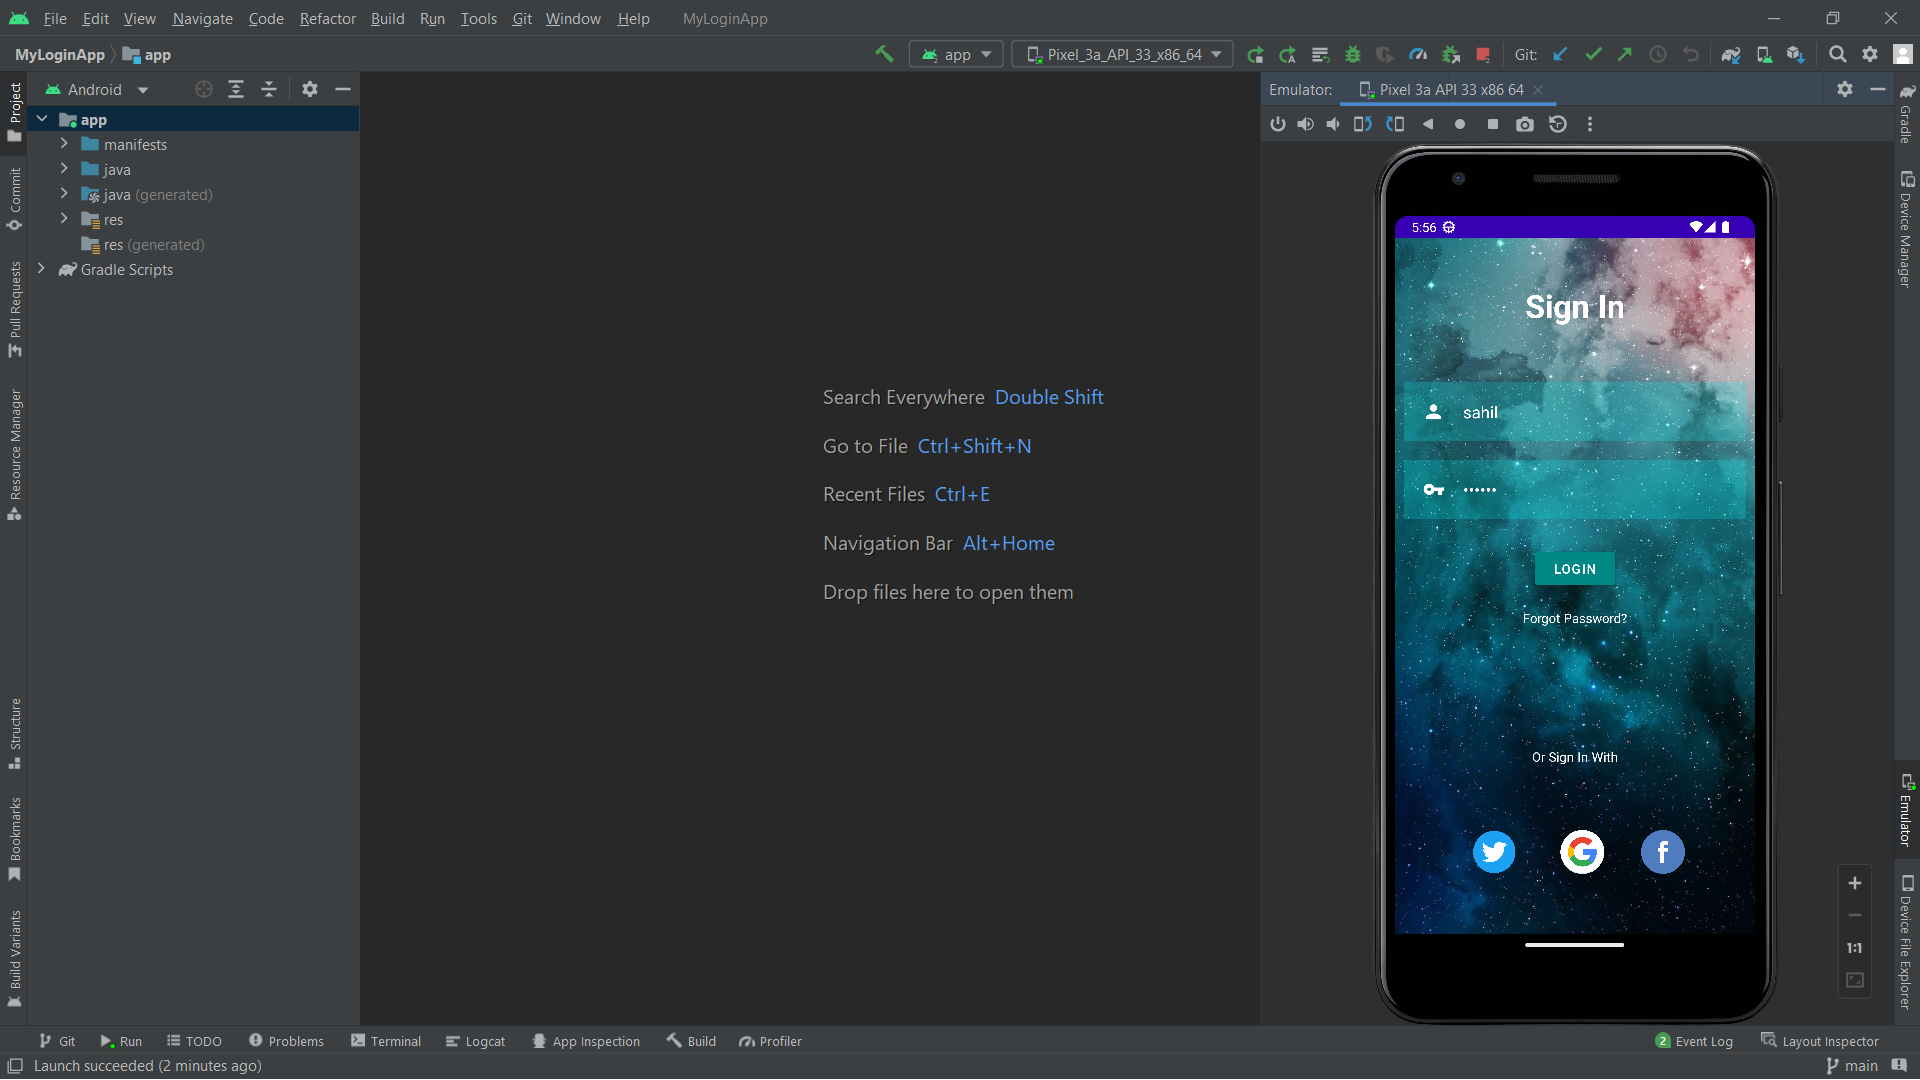 File Edit View Navigate Code Refactor Build Run Tools Git Window Help MyLoginApp
MyLoginApp app
app Pixel_3a_API_33_x86_64 Git:
Project
Commit
Pull Requests
Resource Manager
Structure
Bookmarks
Build Variants
Android
app
manifests
java
java (generated)
res
res (generated)
Gradle Scripts
Search Everywhere Double Shift
Go to File Ctrl+Shift+N
Recent Files Ctrl+E
Navigation Bar Alt+Home
Drop files here to open them
Emulator: Pixel 3a API 33 x86 64
5:56
Sign In
sahil
••••••
LOGIN
Forgot Password?
Or Sign In With
G
f
1:1
Gradle
Device Manager
Emulator
Device File Explorer
Git Run TODO Problems Terminal Logcat App Inspection Build Profiler 2 Event Log Layout Inspector
Launch succeeded (2 minutes ago) main